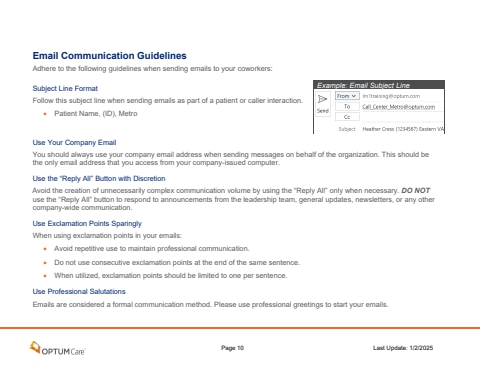 Email Communication Guidelines
Adhere to the following guidelines when sending emails to your coworkers:
Subject Line Format
Follow this subject line when sending emails as part of a patient or caller interaction.
• Patient Name, (ID), Metro
Example: Email Subject Line
Send
From
To
Call_Center_Metro@optum.com
Cc
Subject
Heather Cress (1234567) Eastern VA
Use Your Company Email
You should always use your company email address when sending messages on behalf of the organization. This should be
the only email address that you access from your company-issued computer.
Use the “Reply All” Button with Discretion
Avoid the creation of unnecessarily complex communication volume by using the “Reply All” only when necessary. DO NOT
use the “Reply All” button to respond to announcements from the leadership team, general updates, newsletters, or any other
company-wide communication.
Use Exclamation Points Sparingly
When using exclamation points in your emails:
• Avoid repetitive use to maintain professional communication.
• Do not use consecutive exclamation points at the end of the same sentence.
• When utilized, exclamation points should be limited to one per sentence.
Use Professional Salutations
Emails are considered a formal communication method. Please use professional greetings to start your emails.
OPTUMCare
Page 10
Last Update: 1/2/2025